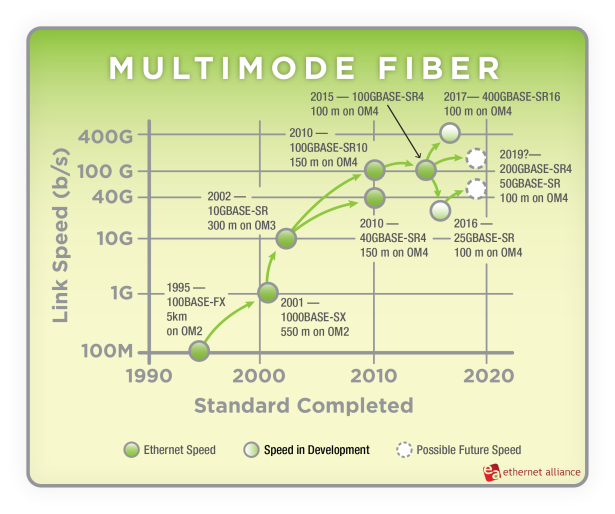 MULTIMODE FIBER
2015 — 100GBASE-SR4
100 m on OM4
2017— 400GBASE-SR16
100 m on OM4
2010 —
100GBASE-SR10
150 m on OM4
2019?—
200GBASE-SR4
50GBASE-SR
100 m on OM4
2002 —
10GBASE-SR
300 m on OM3
2010 —
40GBASE-SR4
150 m on OM4
2016 —
25GBASE-SR
100 m on OM4
1995 —
100BASE-FX
5km
on OM2
2001 —
1000BASE-SX
550 m on OM2
Link Speed (b/s)
400G
100 G
40G
10G
1G
100M
1990
2000
2010
2020
Standard Completed
Ethernet Speed
Speed in Development
Possible Future Speed
ea ethernet alliance